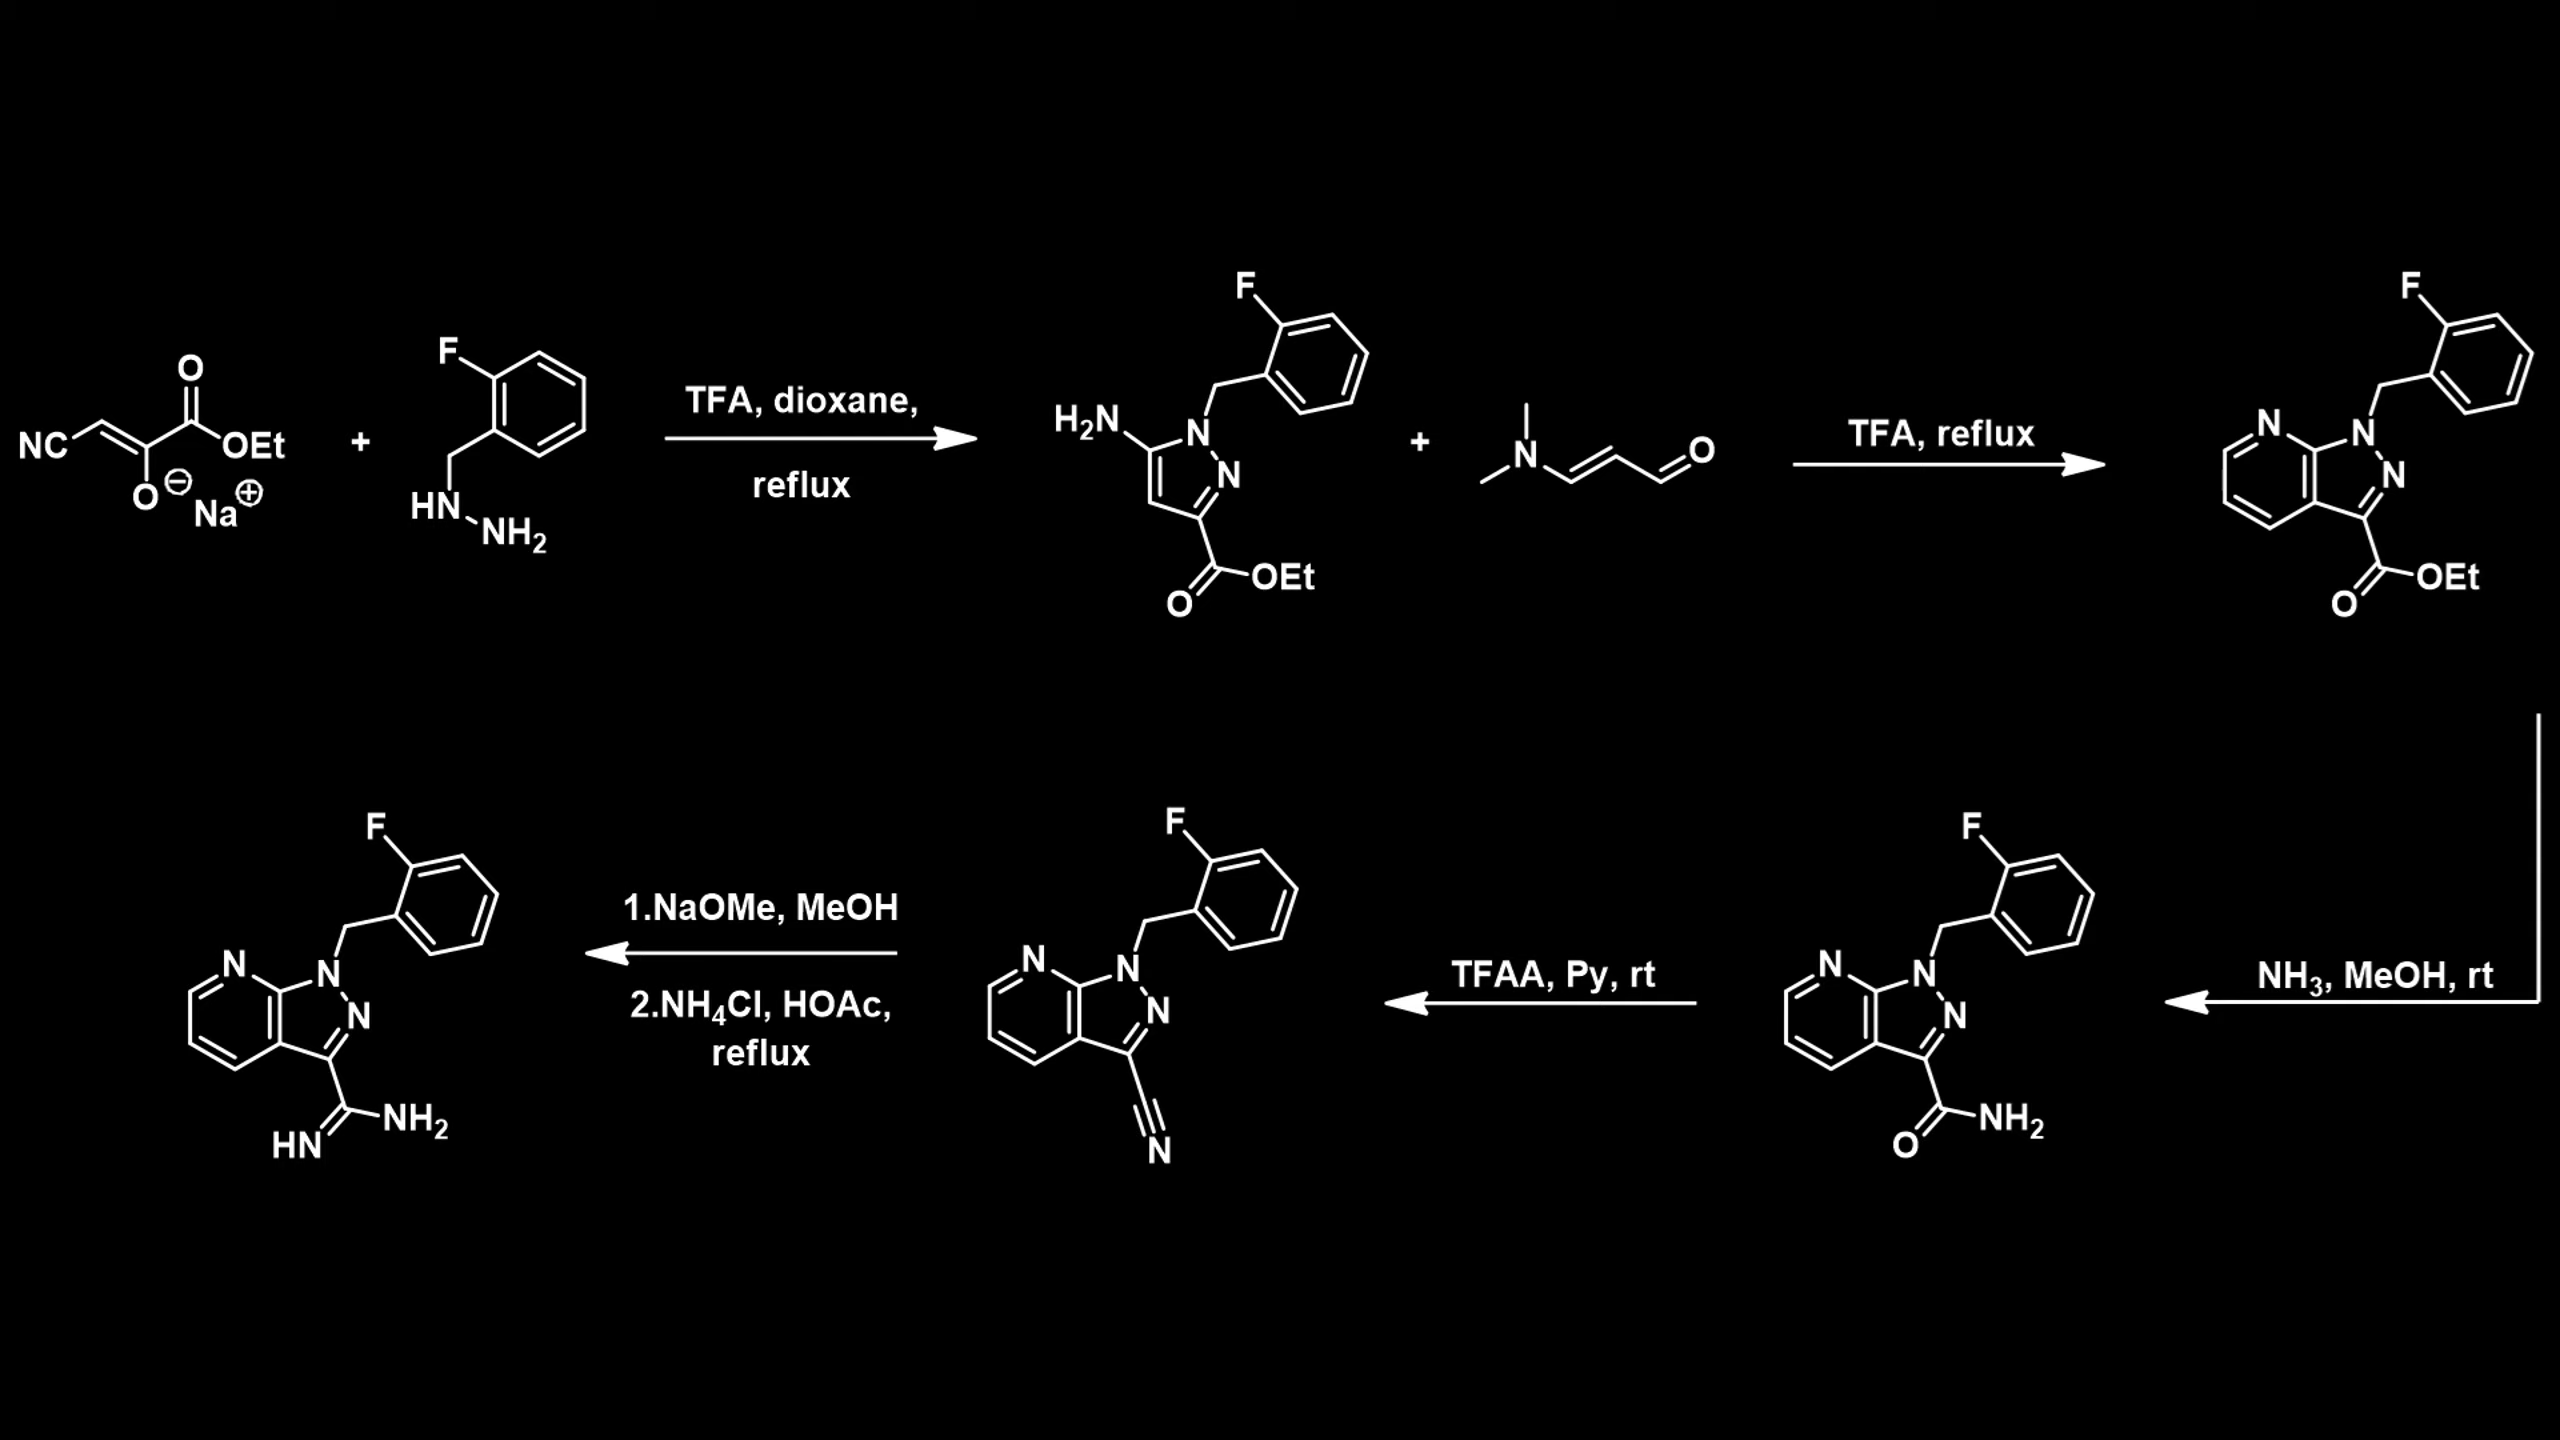 NC
O
OEt
O⊖
Na⊕
+
F
HN
NH₂
TFA, dioxane,
reflux
F
H₂N
N
N
O
OEt
+
N
O
TFA, reflux
F
N
N
N
O
OEt
NH₃, MeOH, rt
F
N
N
N
O
NH₂
TFAA, Py, rt
F
N
N
N
N
1.NaOMe, MeOH
2.NH₄Cl, HOAc,
reflux
F
N
N
N
HN
NH₂